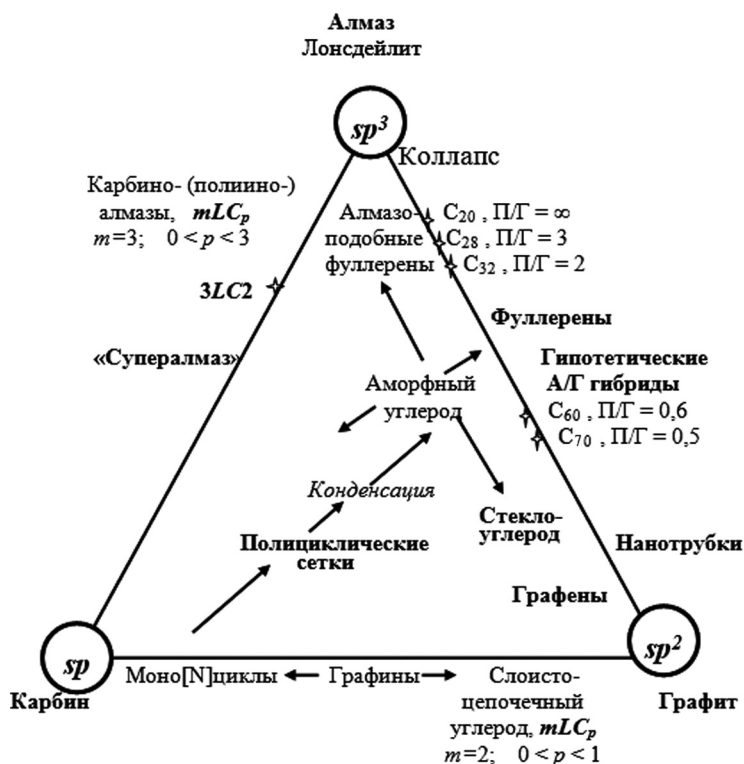 Алмаз
Лонсдейлит
sp³
Коллапс
Карбино- (полиино-)
алмазы, mLCₚ
m=3; 0 < p < 3
Алмазо-
подобные
фуллерены
C₂₀ , П/Г = ∞
C₂₈ , П/Г = 3
C₃₂ , П/Г = 2
3LC2
Фуллерены
«Супералмаз»
Гипотетические
А/Г гибриды
Аморфный
углерод
C₆₀ , П/Г = 0,6
C₇₀ , П/Г = 0,5
Конденсация
Стекло-
углерод
Полициклические
сетки
Нанотрубки
Графены
sp
sp²
Карбин
Моно[N]циклы
Графины
Слоисто-
цепочечный
углерод, mLCₚ
m=2; 0 < p < 1
Графит